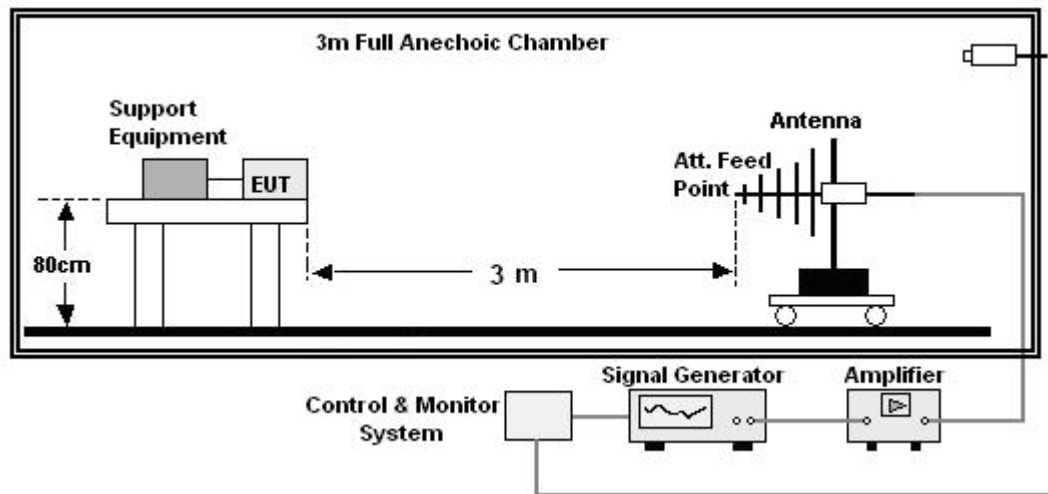 3m Full Anechoic Chamber
Support
Equipment
EUT
Antenna
Att. Feed
Point
80cm
3 m
Signal Generator
Amplifier
Control & Monitor
System